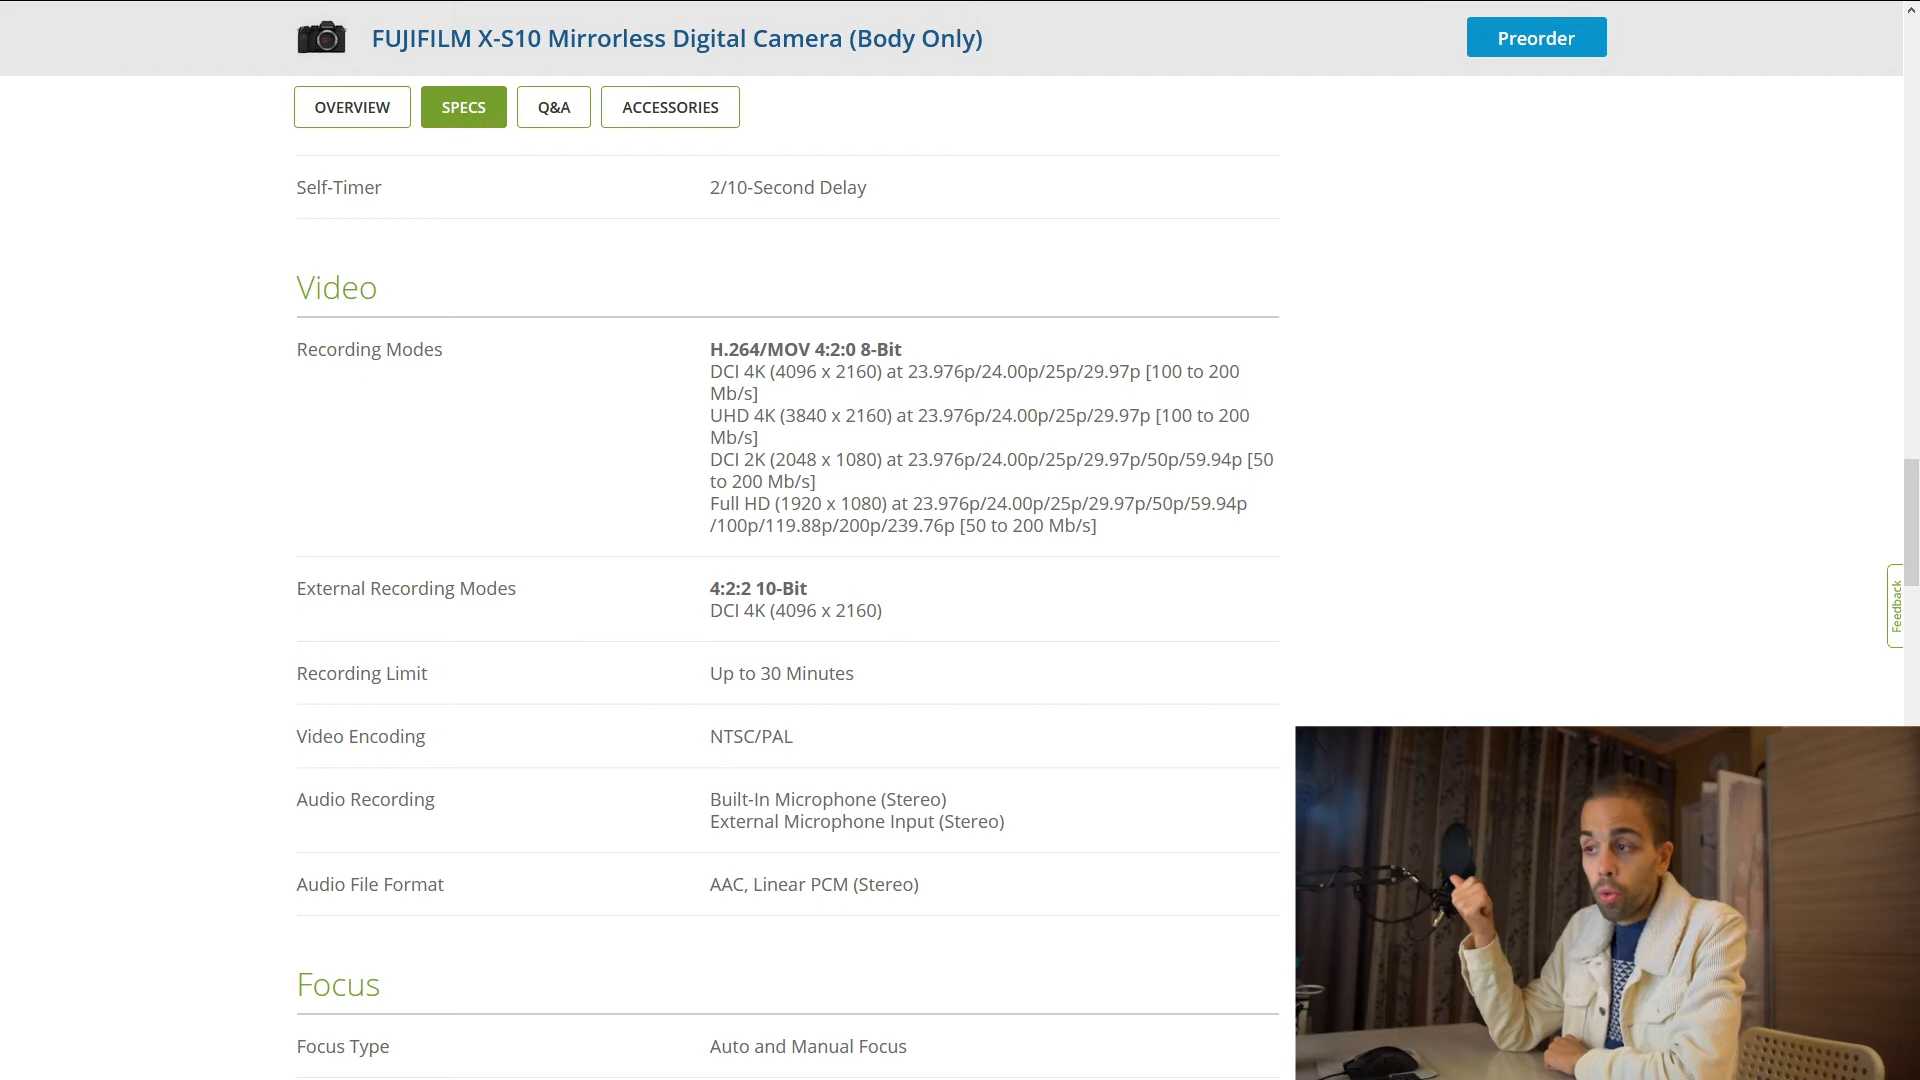 FUJIFILM X-S10 Mirrorless Digital Camera (Body Only)
Preorder
OVERVIEW
SPECS
Q&A
ACCESSORIES
Self-Timer
2/10-Second Delay
Video
Recording Modes
H.264/MOV 4:2:0 8-Bit
DCI 4K (4096 x 2160) at 23.976p/24.00p/25p/29.97p [100 to 200
Mb/s]
UHD 4K (3840 x 2160) at 23.976p/24.00p/25p/29.97p [100 to 200
Mb/s]
DCI 2K (2048 x 1080) at 23.976p/24.00p/25p/29.97p/50p/59.94p [50
to 200 Mb/s]
Full HD (1920 x 1080) at 23.976p/24.00p/25p/29.97p/50p/59.94p
/100p/119.88p/200p/239.76p [50 to 200 Mb/s]
External Recording Modes
4:2:2 10-Bit
DCI 4K (4096 x 2160)
Recording Limit
Up to 30 Minutes
Video Encoding
NTSC/PAL
Audio Recording
Built-In Microphone (Stereo)
External Microphone Input (Stereo)
Audio File Format
AAC, Linear PCM (Stereo)
Focus
Focus Type
Auto and Manual Focus
Feedback